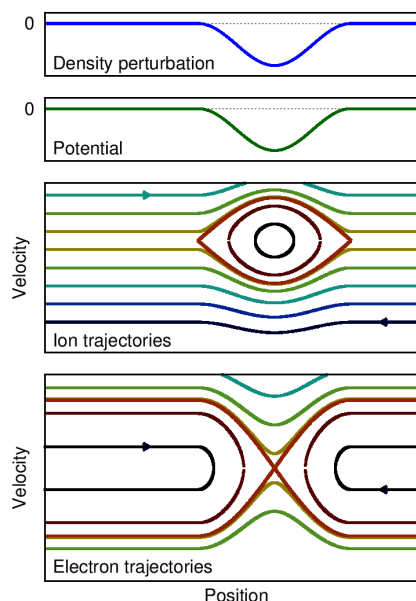 0
Density perturbation
0
Potential
Velocity
Ion trajectories
Velocity
Electron trajectories
Position